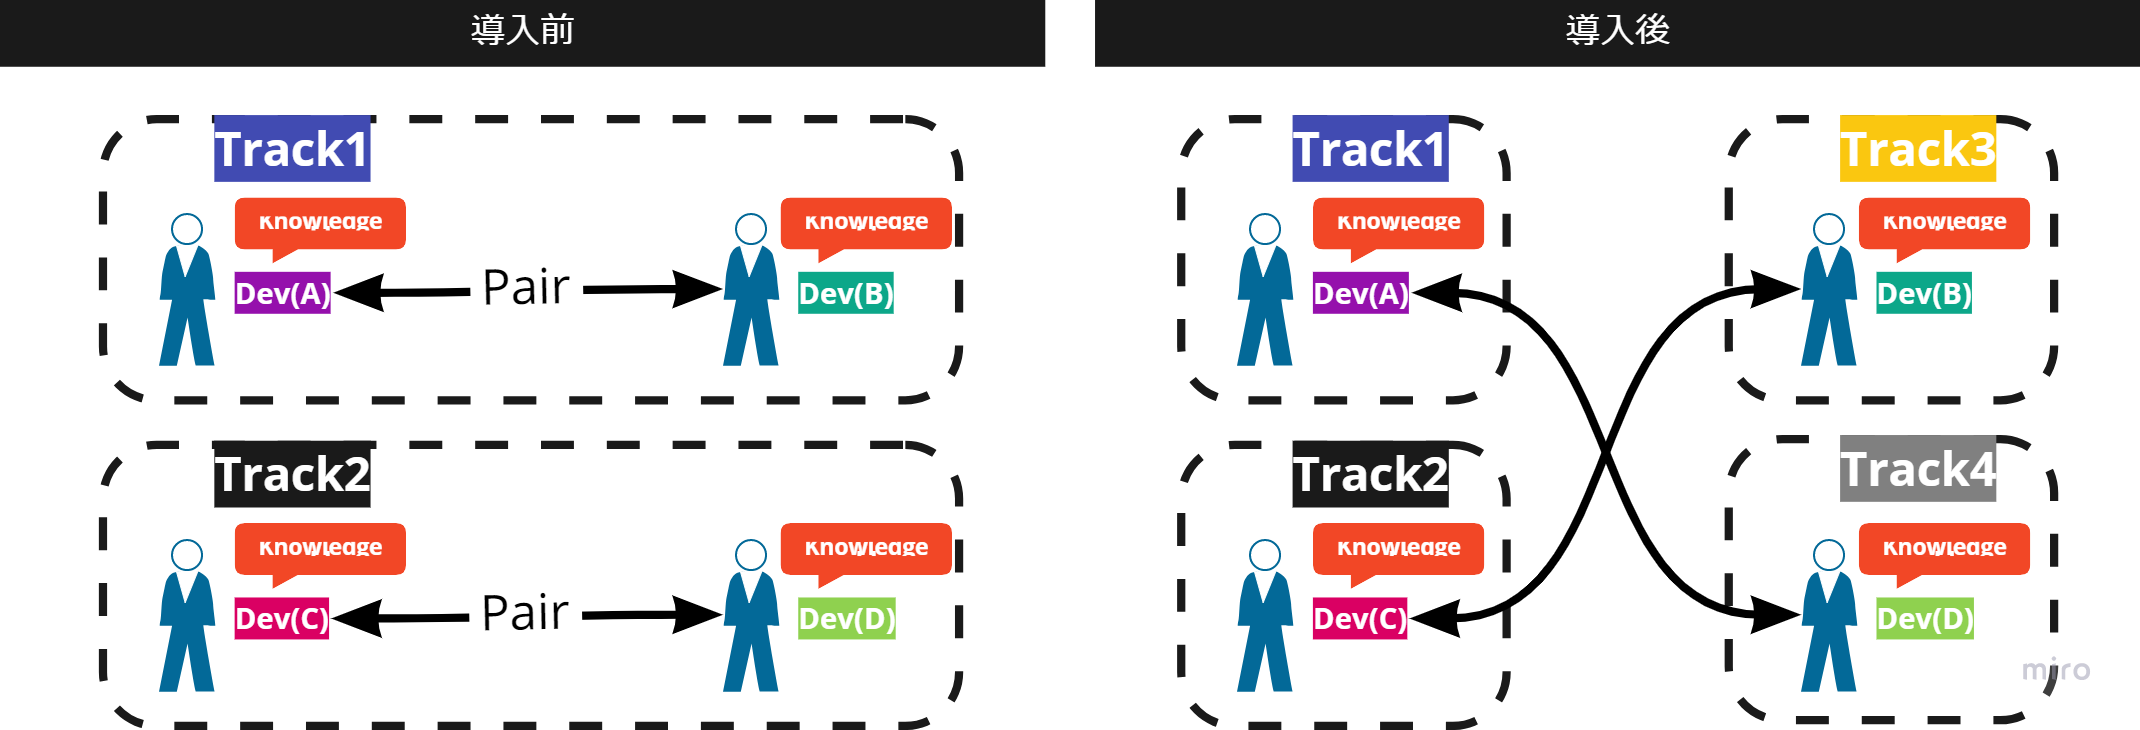 導入前
導入後
Track1
Knowledge
Knowledge
Dev(A)
Pair
Dev(B)
Track2
Knowledge
Knowledge
Dev(C)
Pair
Dev(D)
Track1
Track3
Knowledge
Knowledge
Dev(A)
Dev(B)
Track2
Track4
Knowledge
Knowledge
Dev(C)
Dev(D)
miro